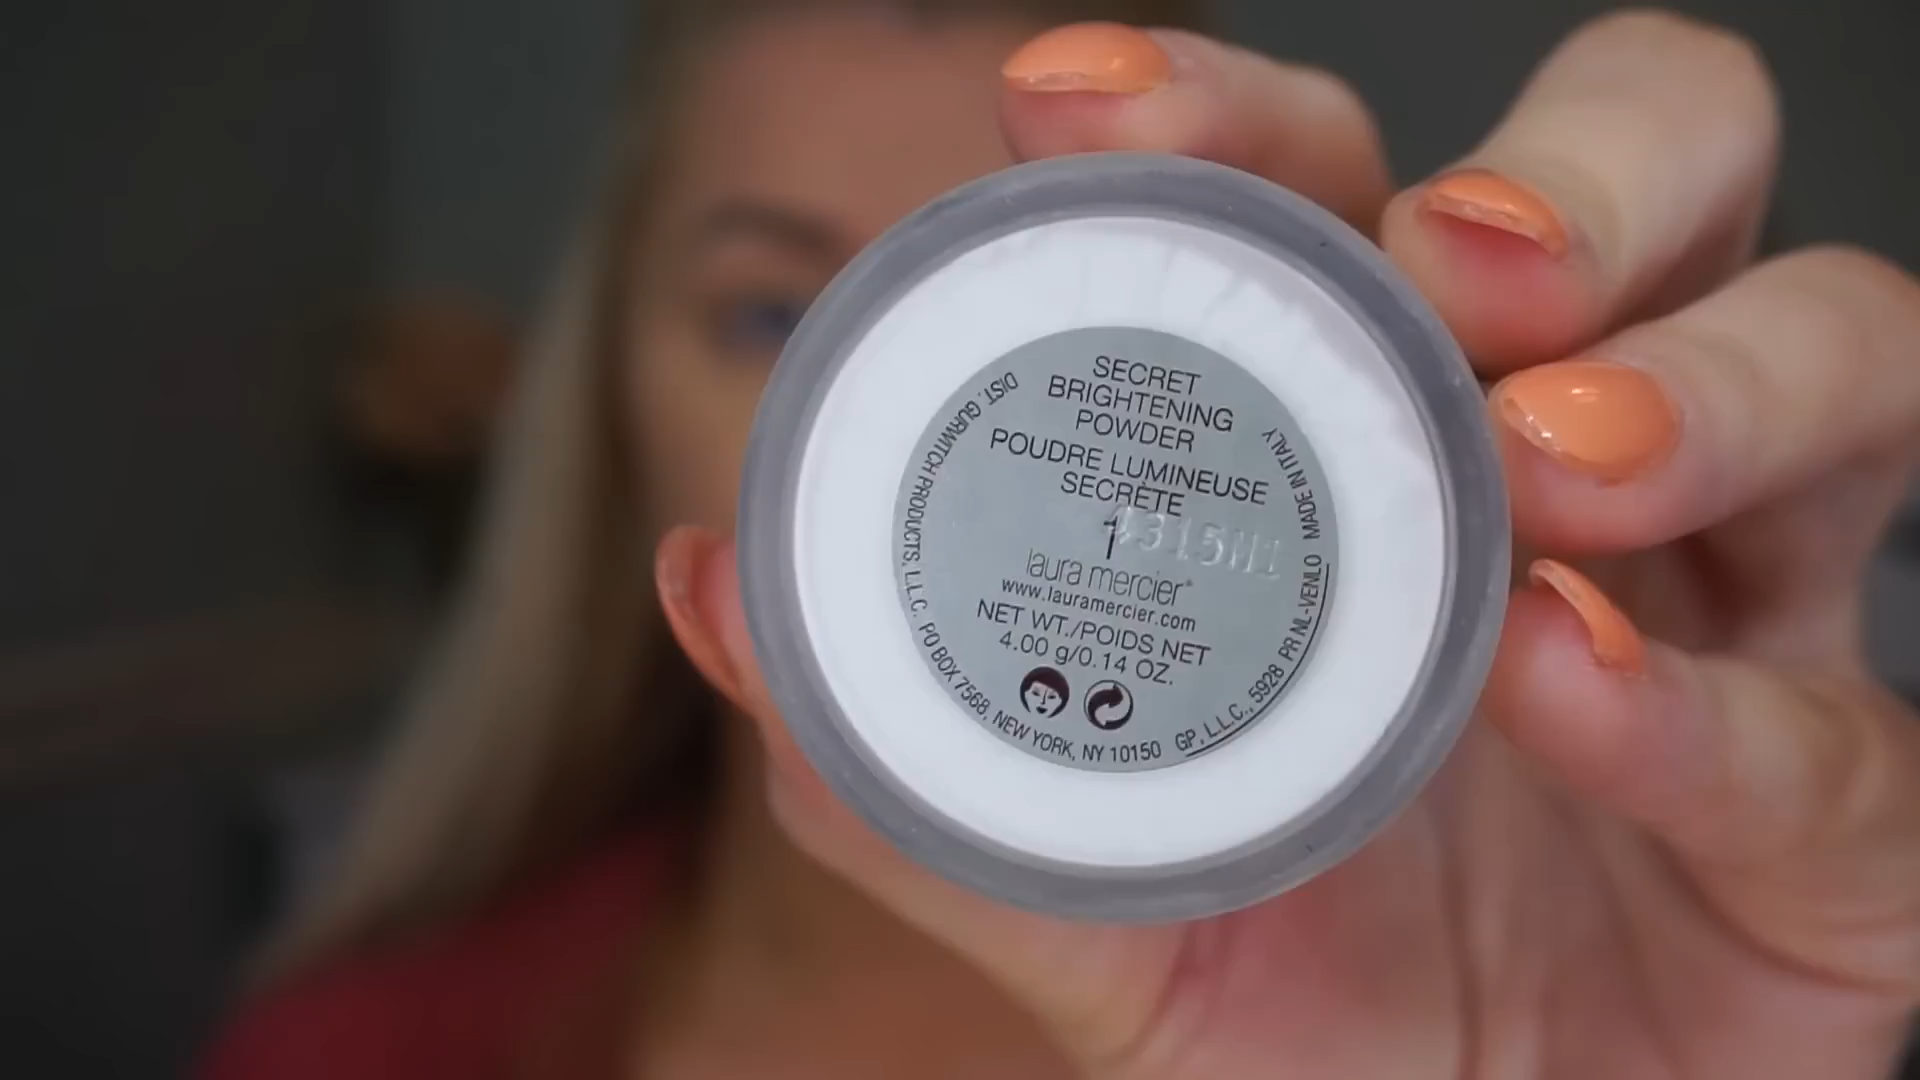 SECRET
BRIGHTENING
POWDER
POUDRE LUMINEUSE
SECRÈTE
1
4315N1
laura mercier®
www.lauramercier.com
NET WT./POIDS NET
4.00 g/0.14 OZ.
DIST. GURWITCH PRODUCTS, L.L.C. PO BOX 7568, NEW YORK, NY 10150 GP, L.L.C., 5928 PR NL-VENLO MADE IN ITALY